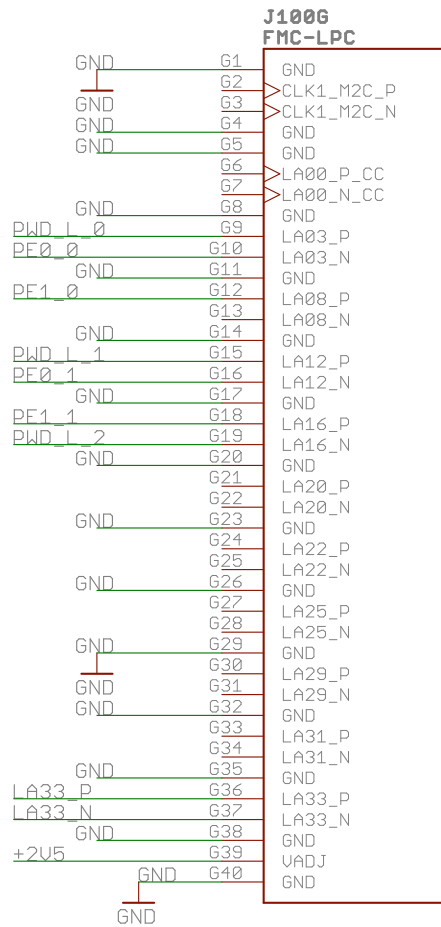 J100G
FMC-LPC
GND G1 GND
G2 CLK1_M2C_P
GND G3 CLK1_M2C_N
GND G4 GND
GND G5 GND
G6 LA00_P_CC
G7 LA00_N_CC
GND G8 GND
PWD_L_0 G9 LA03_P
PE0_0 G10 LA03_N
GND G11 GND
PE1_0 G12 LA08_P
G13 LA08_N
GND G14 GND
PWD_L_1 G15 LA12_P
PE0_1 G16 LA12_N
GND G17 GND
PE1_1 G18 LA16_P
PWD_L_2 G19 LA16_N
GND G20 GND
G21 LA20_P
G22 LA20_N
GND G23 GND
G24 LA22_P
G25 LA22_N
GND G26 GND
G27 LA25_P
G28 LA25_N
GND G29 GND
G30 LA29_P
GND G31 LA29_N
GND G32 GND
G33 LA31_P
G34 LA31_N
GND G35 GND
LA33_P G36 LA33_P
LA33_N G37 LA33_N
GND G38 GND
+2V5 G39 VADJ
GND G40 GND
GND